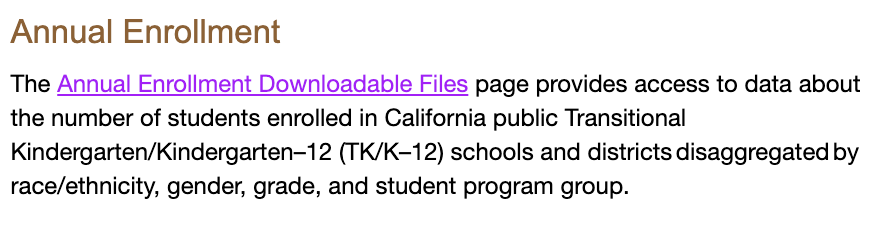 Annual Enrollment
The Annual Enrollment Downloadable Files page provides access to data about
the number of students enrolled in California public Transitional
Kindergarten/Kindergarten–12 (TK/K–12) schools and districts disaggregated by
race/ethnicity, gender, grade, and student program group.